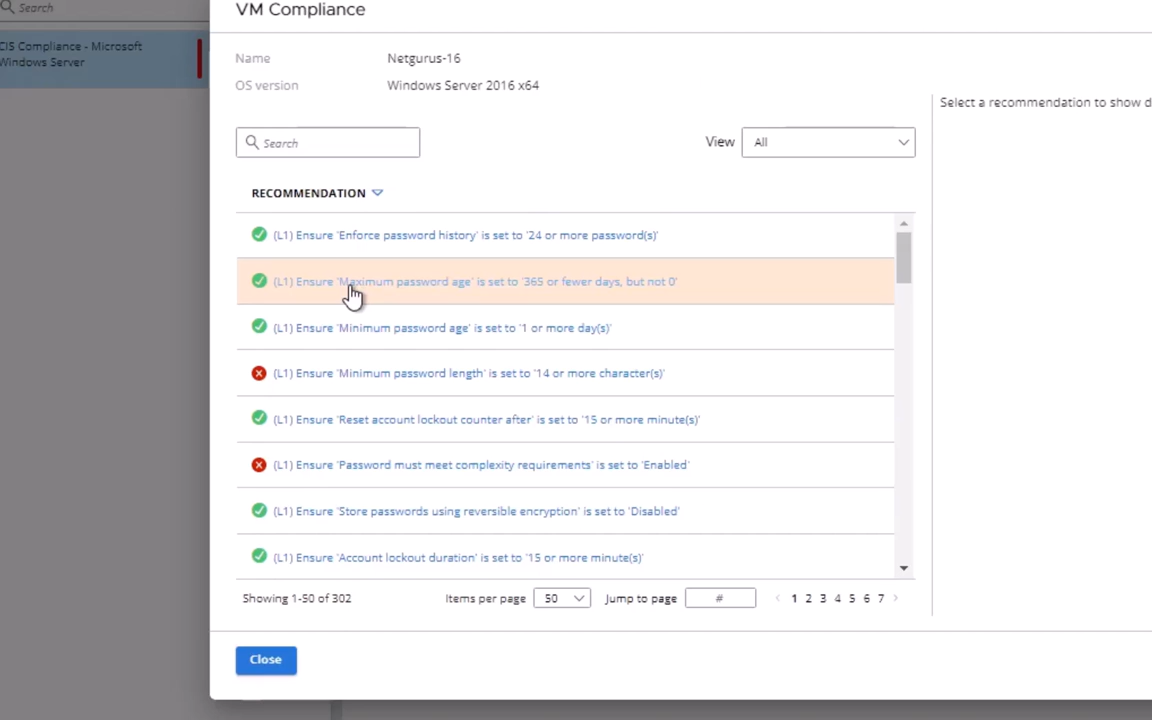 Search
CIS Compliance - Microsoft
Windows Server
VM Compliance
Name Netgurus-16
OS version Windows Server 2016 x64
Search
View All
Select a recommendation to show d
RECOMMENDATION
(L1) Ensure 'Enforce password history' is set to '24 or more password(s)'
(L1) Ensure 'Maximum password age' is set to '365 or fewer days, but not 0'
(L1) Ensure 'Minimum password age' is set to '1 or more day(s)'
(L1) Ensure 'Minimum password length' is set to '14 or more character(s)'
(L1) Ensure 'Reset account lockout counter after' is set to '15 or more minute(s)'
(L1) Ensure 'Password must meet complexity requirements' is set to 'Enabled'
(L1) Ensure 'Store passwords using reversible encryption' is set to 'Disabled'
(L1) Ensure 'Account lockout duration' is set to '15 or more minute(s)'
Showing 1-50 of 302 Items per page 50 Jump to page # 1 2 3 4 5 6 7
Close